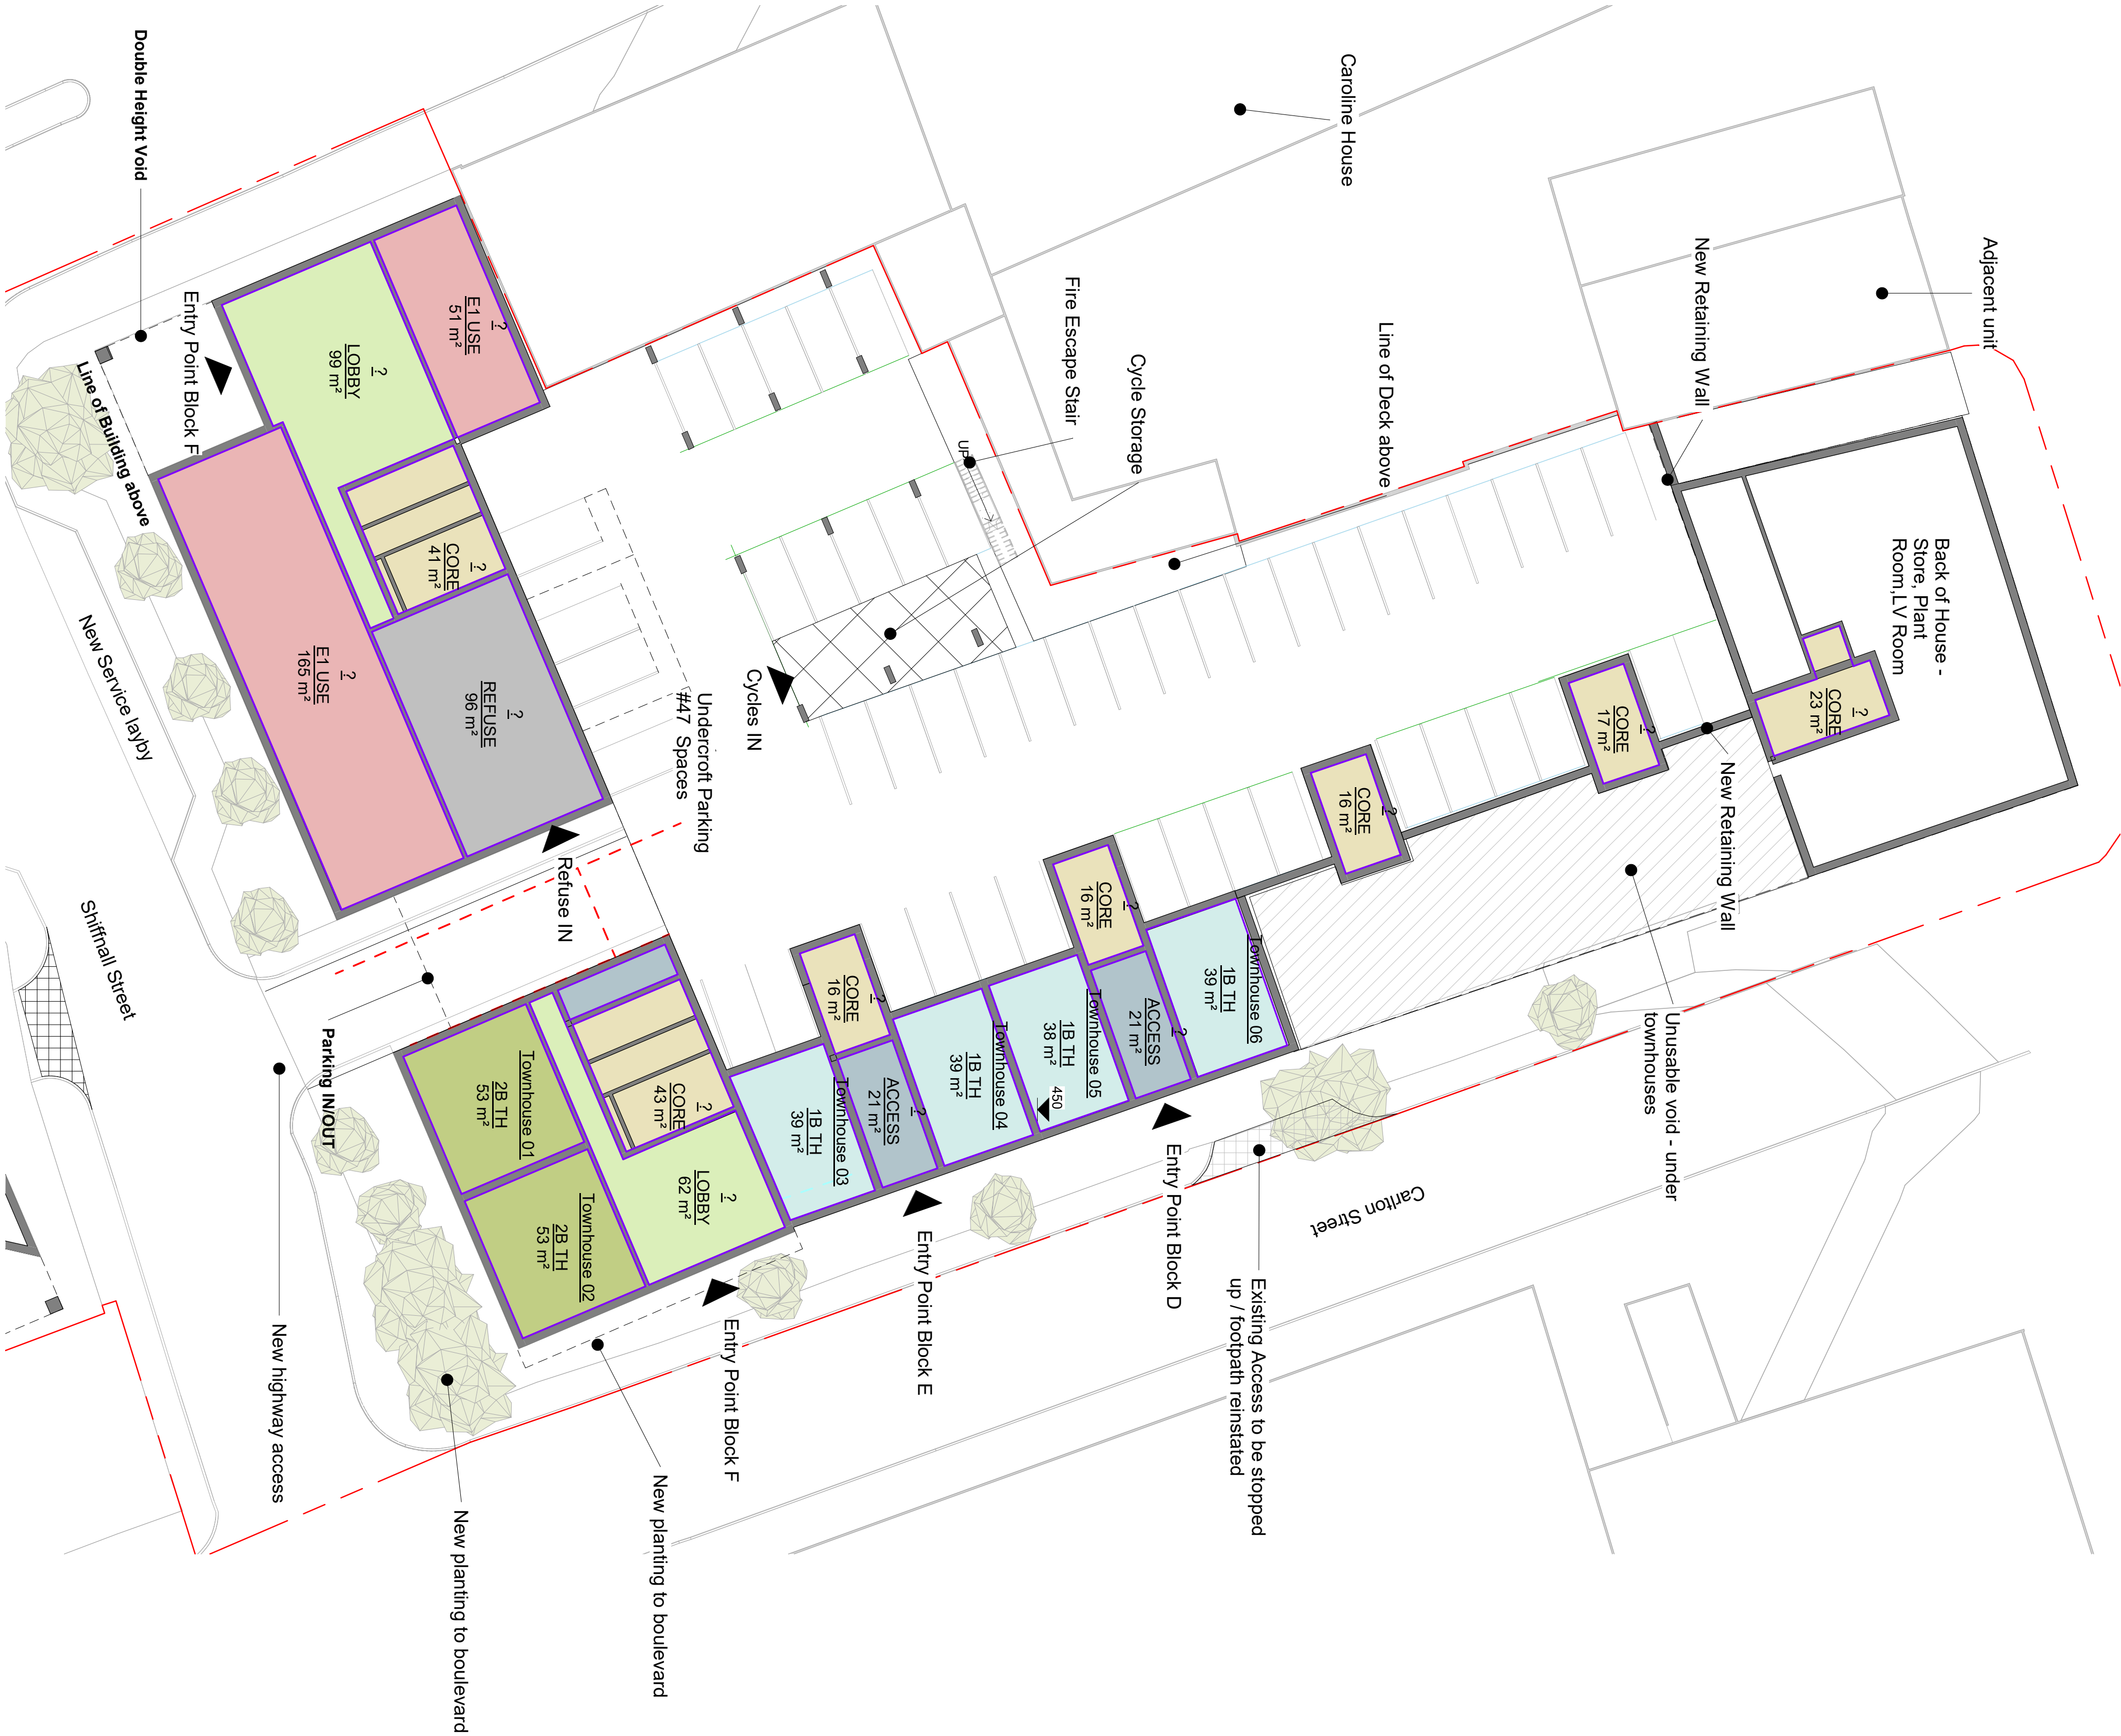 Double Height Void
Entry Point Block F
Line of Building above
New Service layby
Shiffnall Street
?
E1 USE
51 m²
?
LOBBY
99 m²
?
CORE
41 m²
?
E1 USE
165 m²
?
REFUSE
96 m²
Refuse IN
Undercroft Parking
#47 Spaces
Cycles IN
Caroline House
Fire Escape Stair
UP
Cycle Storage
Line of Deck above
New Retaining Wall
Adjacent unit
Back of House -
Store, Plant
Room,LV Room
?
CORE
23 m²
?
CORE
17 m²
?
CORE
16 m²
?
CORE
16 m²
?
CORE
16 m²
New Retaining Wall
Unusable void - under
townhouses
Townhouse 06
1B TH
39 m²
?
ACCESS
21 m²
Townhouse 05
1B TH
38 m²
450
Townhouse 04
1B TH
39 m²
?
ACCESS
21 m²
Townhouse 03
1B TH
39 m²
?
CORE
43 m²
?
LOBBY
62 m²
Townhouse 01
2B TH
53 m²
Townhouse 02
2B TH
53 m²
Parking IN/OUT
Carlton Street
Entry Point Block D
Entry Point Block E
Entry Point Block F
Existing Access to be stopped
up / footpath reinstated
New highway access
New planting to boulevard
New planting to boulevard